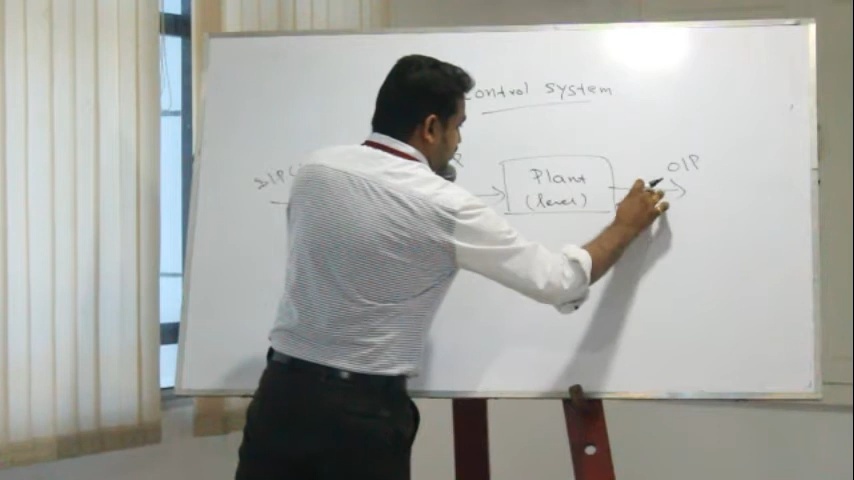 Control System
I/P
Plant
(level)
O/P